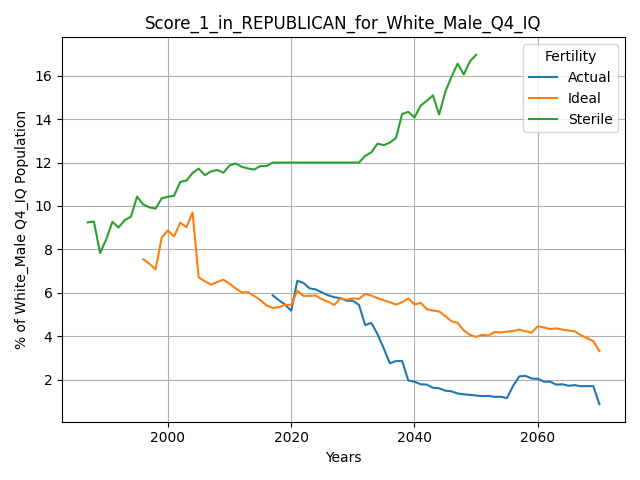 Score_1_in_REPUBLICAN_for_White_Male_Q4_IQ
% of White_Male Q4_IQ Population
16
14
12
10
8
6
4
2
Fertility
Actual
Ideal
Sterile
2000
2020
2040
2060
Years